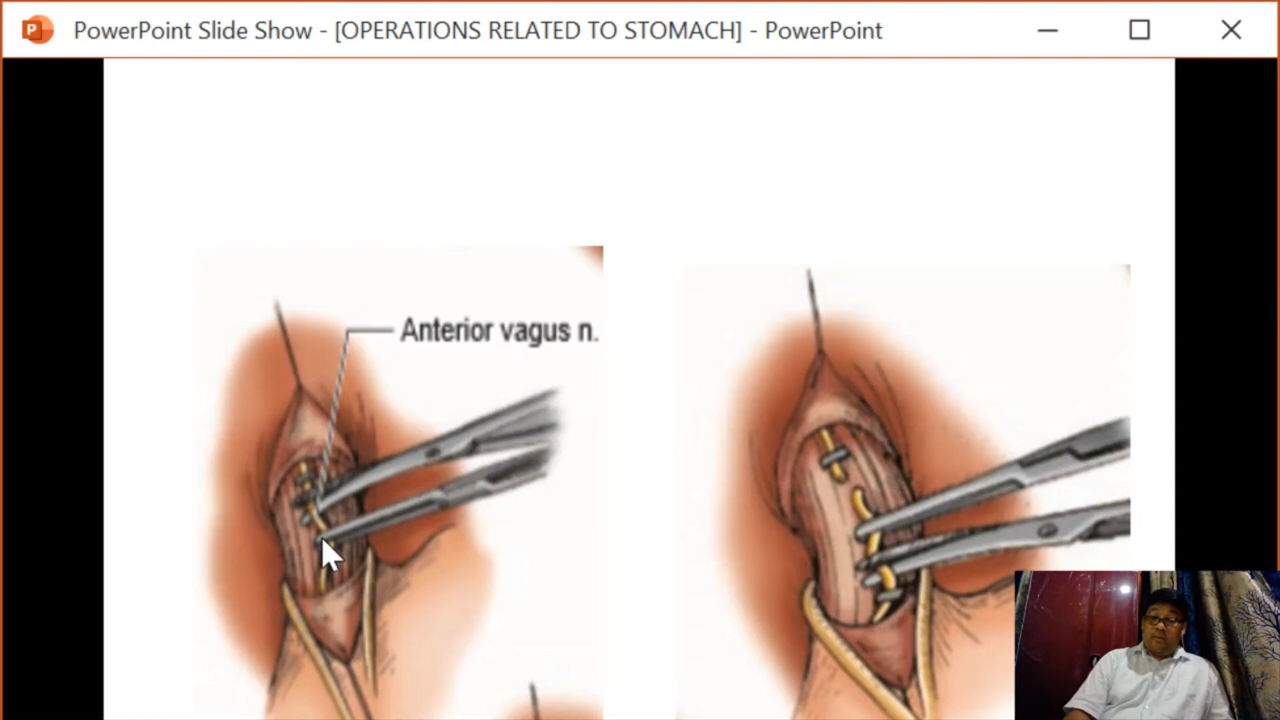 PowerPoint Slide Show - [OPERATIONS RELATED TO STOMACH] - PowerPoint
Anterior vagus n.